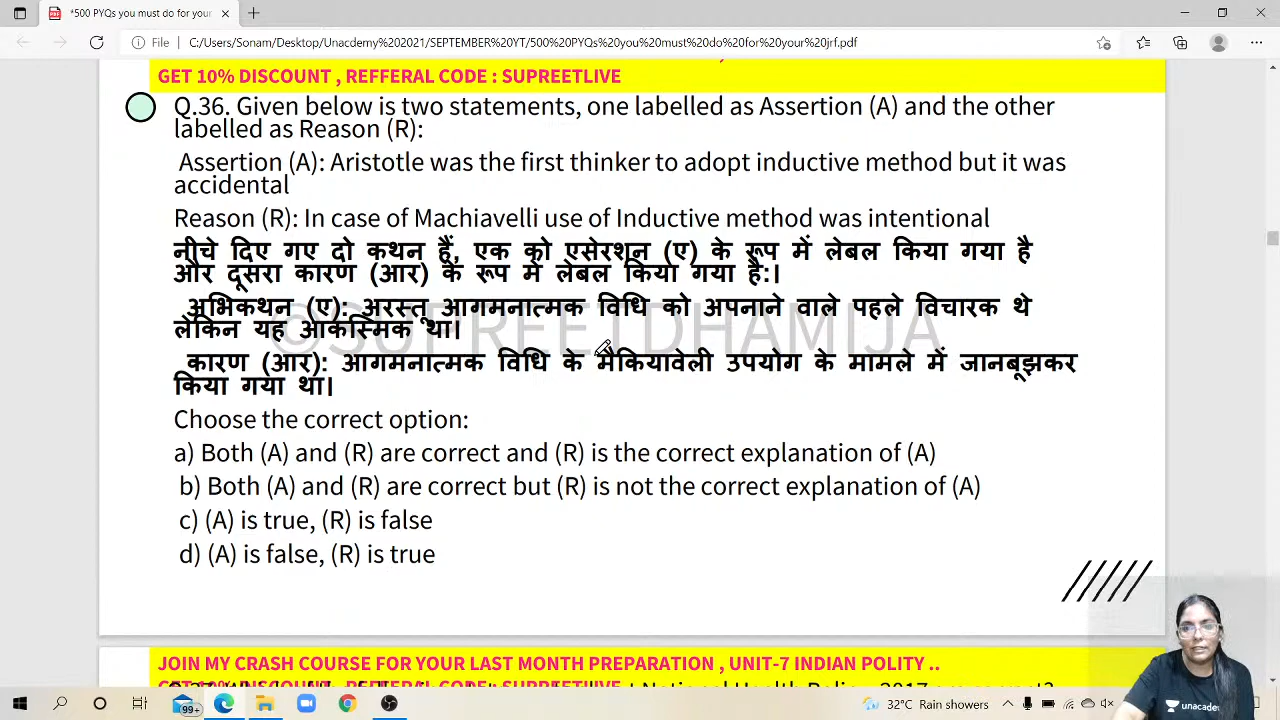 *500 PYQs you must do for your
File
C:/Users/Sonam/Desktop/Unacdemy%202021/SEPTEMBER%20YT/500%20PYQs%20you%20must%20do%20for%20your%20jrf.pdf
GET 10% DISCOUNT , REFFERAL CODE : SUPREETLIVE
Q.36. Given below is two statements, one labelled as Assertion (A) and the other
labelled as Reason (R):
Assertion (A): Aristotle was the first thinker to adopt inductive method but it was
accidental
Reason (R): In case of Machiavelli use of Inductive method was intentional
नीचे दिए गए दो कथन हैं, एक को एसेरशन (ए) के रूप में लेबल किया गया है
और दूसरा कारण (आर) के रूप में लेबल किया गया है:।
अभिकथन (ए): अरस्तू आगमनात्मक विधि को अपनाने वाले पहले विचारक थे
लेकिन यह आकस्मिक था।
©SUPREETDHAMIJA
कारण (आर): आगमनात्मक विधि के मैकियावेली उपयोग के मामले में जानबूझकर
किया गया था।
Choose the correct option:
a) Both (A) and (R) are correct and (R) is the correct explanation of (A)
b) Both (A) and (R) are correct but (R) is not the correct explanation of (A)
c) (A) is true, (R) is false
d) (A) is false, (R) is true
JOIN MY CRASH COURSE FOR YOUR LAST MONTH PREPARATION , UNIT-7 INDIAN POLITY ..
99+
32°C Rain showers
unacademy